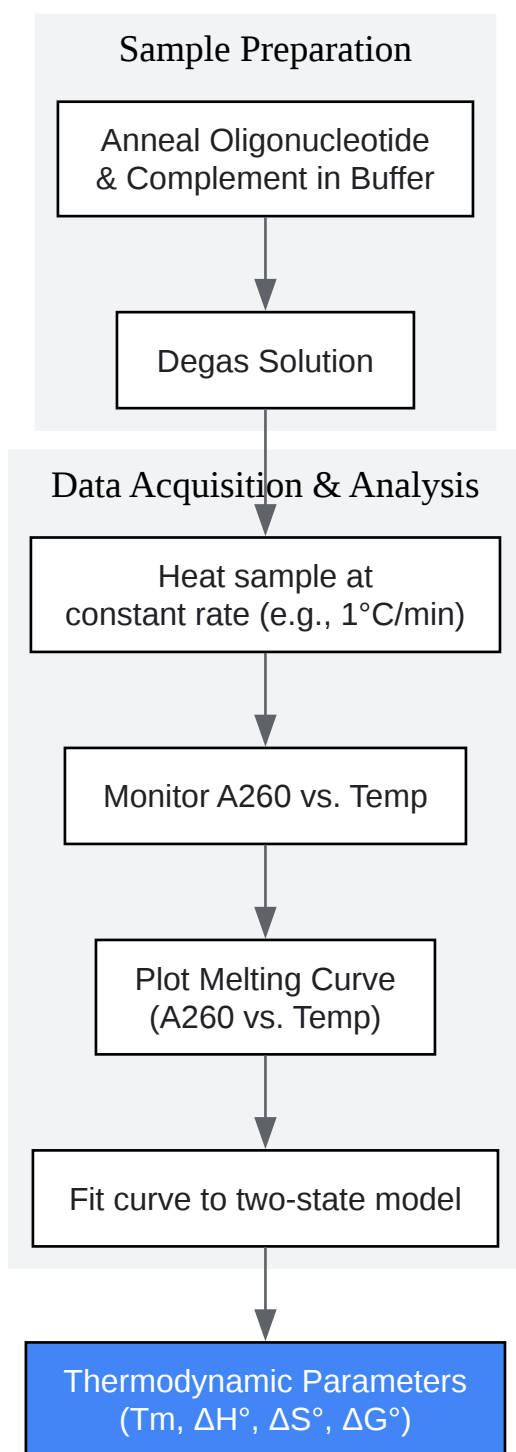 Sample Preparation
Anneal Oligonucleotide
& Complement in Buffer
Degas Solution
Data Acquisition & Analysis
Heat sample at
constant rate (e.g., 1°C/min)
Monitor A260 vs. Temp
Plot Melting Curve
(A260 vs. Temp)
Fit curve to two-state model
Thermodynamic Parameters
(Tm, ΔH°, ΔS°, ΔG°)